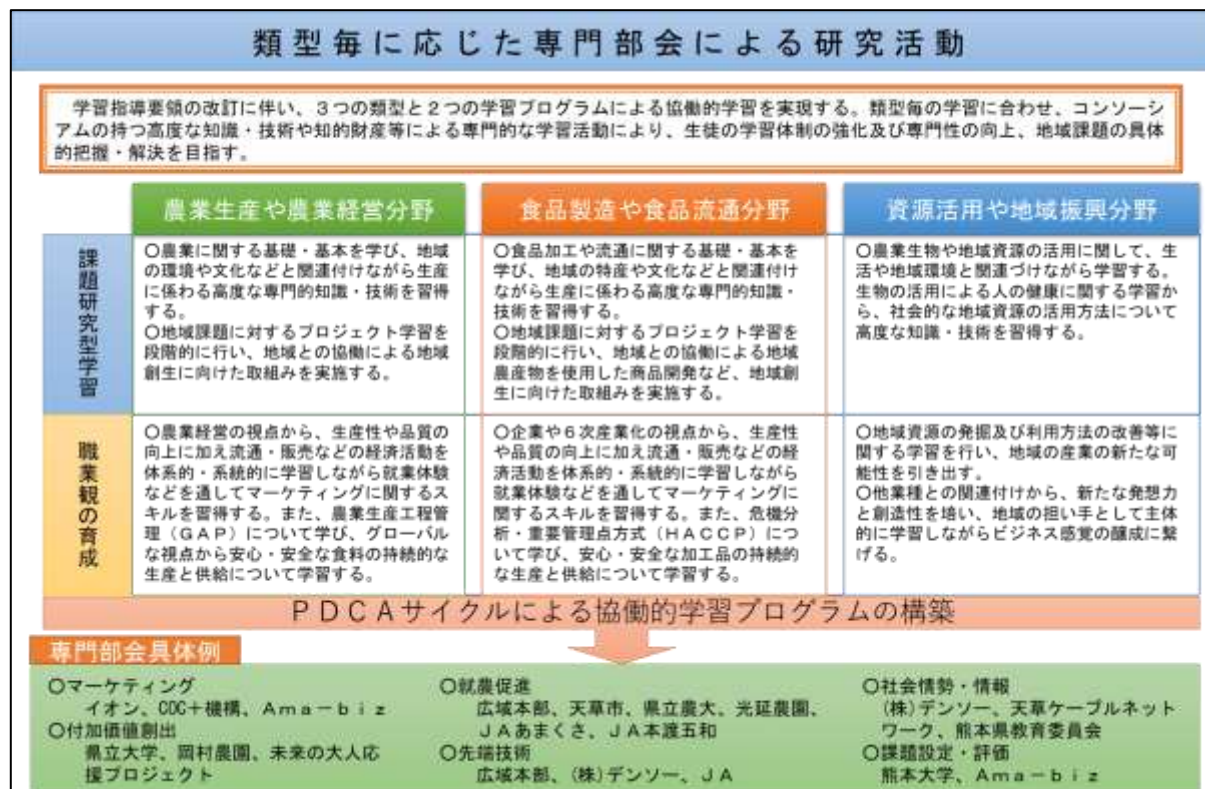 類型毎に応じた専門部会による研究活動
学習指導要領の改訂に伴い、３つの類型と２つの学習プログラムによる協働的学習を実現する。類型毎の学習に合わせ、コンソーシ
アムの持つ高度な知識・技術や知的財産等による専門的な学習活動により、生徒の学習体制の強化及び専門性の向上、地域課題の具体
的把握・解決を目指す。
農業生産や農業経営分野
食品製造や食品流通分野
資源活用や地域振興分野
課題研究型学習
○農業に関する基礎・基本を学び、地域
の環境や文化などと関連付けながら生産
に係わる高度な専門的知識・技術を習得
する。
○地域課題に対するプロジェクト学習を
段階的に行い、地域との協働による地域
創生に向けた取組みを実施する。
○食品加工や流通に関する基礎・基本を
学び、地域の特産や文化などと関連付け
ながら生産に係わる高度な専門的知識・
技術を習得する。
○地域課題に対するプロジェクト学習を
段階的に行い、地域との協働による地域
農産物を使用した商品開発など、地域創
生に向けた取組みを実施する。
○農業生物や地域資源の活用に関して、生
活や地域環境と関連づけながら学習する。
生物の活用による人の健康に関する学習か
ら、社会的な地域資源の活用方法について
高度な知識・技術を習得する。
職業観の育成
○農業経営の視点から、生産性や品質の
向上に加え流通・販売などの経済活動を
体系的・系統的に学習しながら就業体験
などを通してマーケティングに関するス
キルを習得する。また、農業生産工程管
理（ＧＡＰ）について学び、グローバル
な視点から安心・安全な食料の持続的な
生産と供給について学習する。
○企業や６次産業化の視点から、生産性
や品質の向上に加え流通・販売などの経
済活動を体系的・系統的に学習しながら
就業体験などを通してマーケティングに
関するスキルを習得する。また、危機分
析・重要管理点方式（ＨＡＣＣＰ）につ
いて学び、安心・安全な加工品の持続的
な生産と供給について学習する。
○地域資源の発掘及び利用方法の改善等に
関する学習を行い、地域の産業の新たな可
能性を引き出す。
○他業種との関連付けから、新たな発想力
と創造性を培い、地域の担い手として主体
的に学習しながらビジネス感覚の醸成に繋
げる。
ＰＤＣＡサイクルによる協働的学習プログラムの構築
専門部会具体例
○マーケティング
イオン、COC+機構、Ａｍａ－ｂｉｚ
○付加価値創出
県立大学、岡村農園、未来の大人応
援プロジェクト
○就農促進
広域本部、天草市、県立農大、光延農園、
ＪＡあまくさ、ＪＡ本渡五和
○先端技術
広域本部、(株)デンソー、ＪＡ
○社会情勢・情報
(株)デンソー、天草ケーブルネット
ワーク、熊本県教育委員会
○課題設定・評価
熊本大学、Ａｍａ－ｂｉｚ